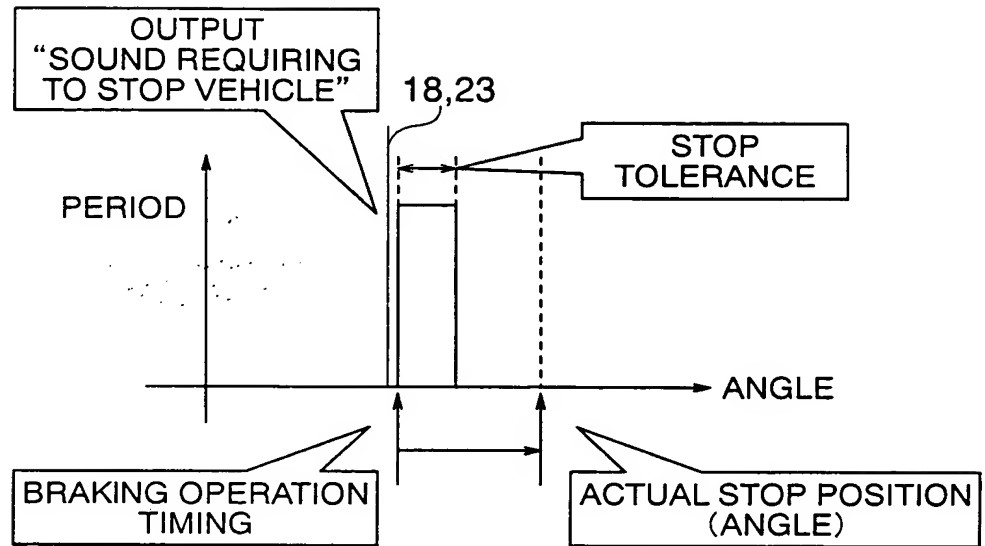 OUTPUT
“SOUND REQUIRING
TO STOP VEHICLE”
18,23
STOP
TOLERANCE
PERIOD
ANGLE
BRAKING OPERATION
TIMING
ACTUAL STOP POSITION
(ANGLE)